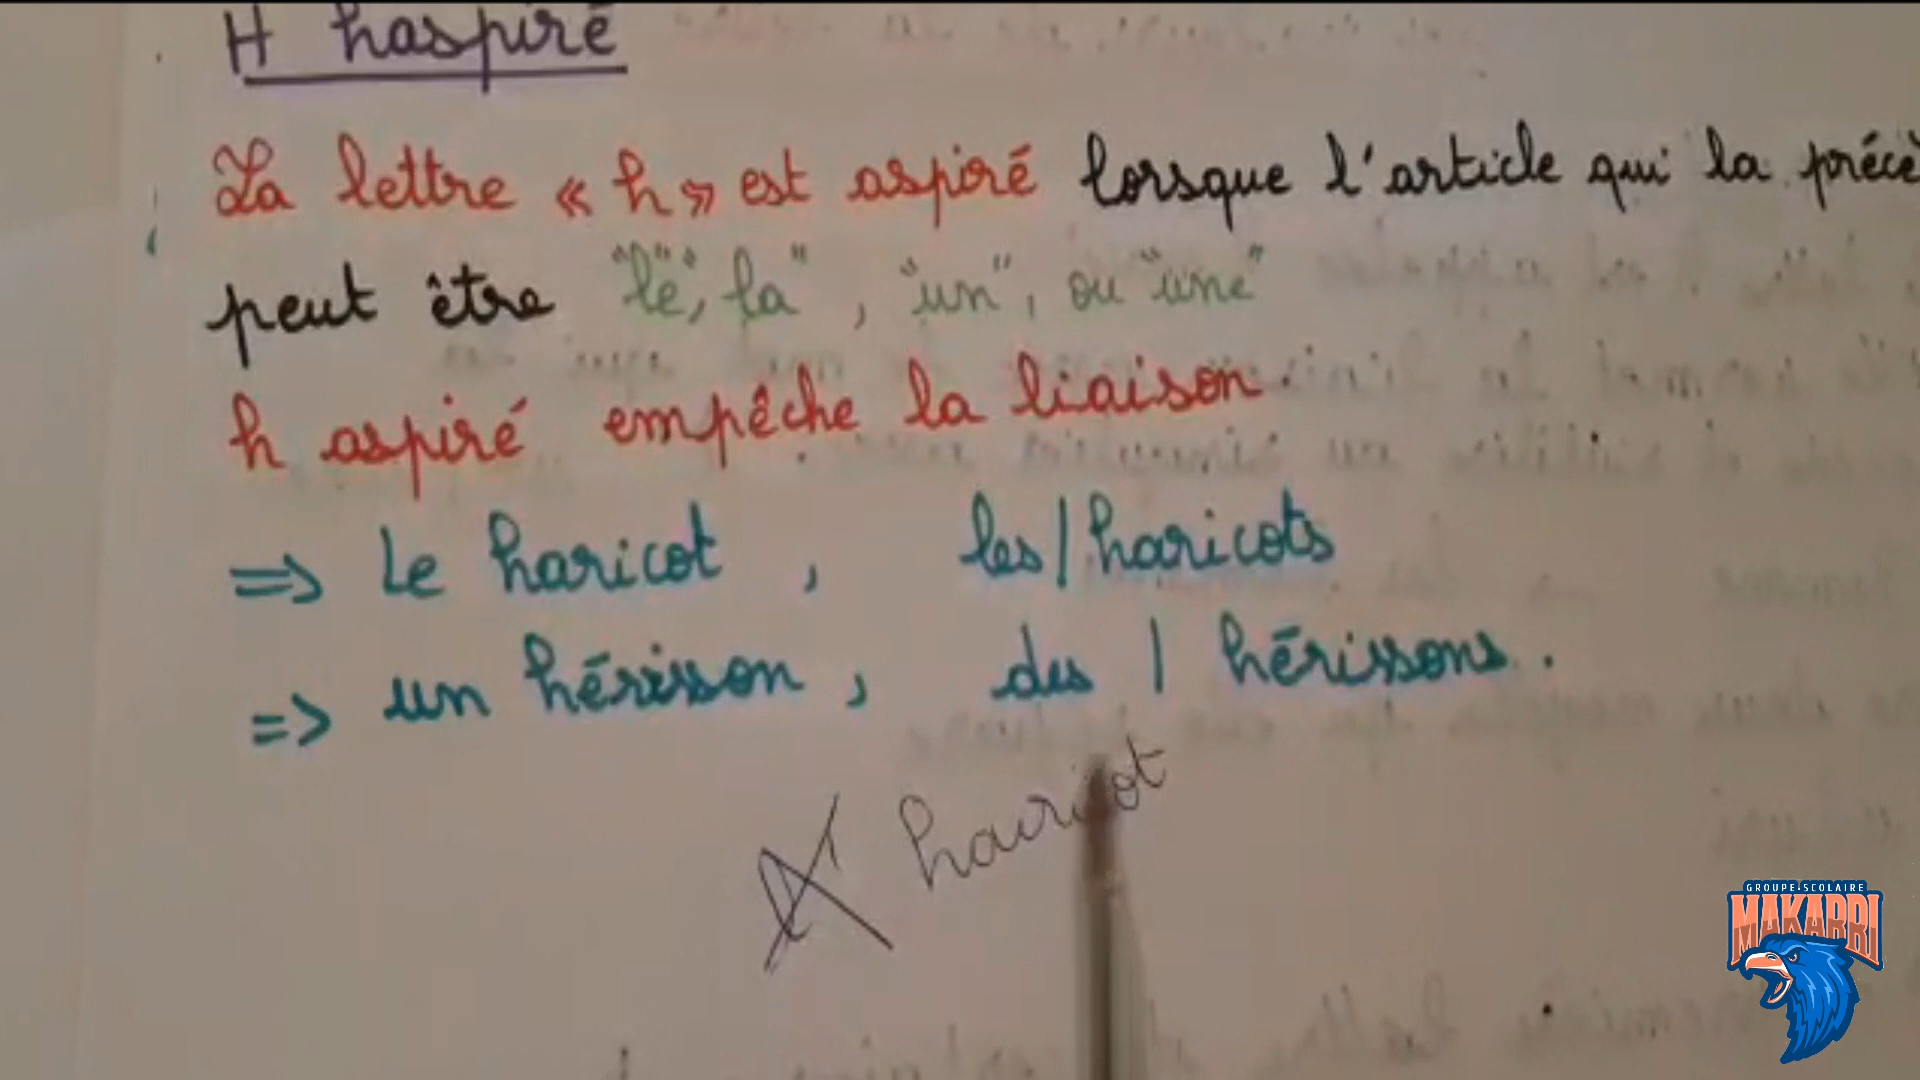 H haspiré
La lettre « h » est aspiré lorsque l'article qui la précè
peut être "le", "la", "un", ou "une"
h aspiré empêche la liaison.
=> Le haricot, les | haricots
=> un hérisson, des | hérissons.
l' haricot
GROUPE SCOLAIRE
MAKARRI